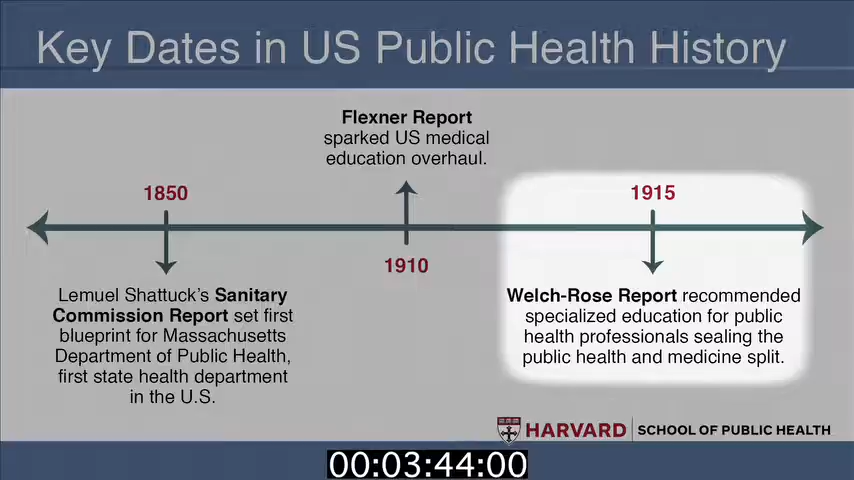 Key Dates in US Public Health History
Flexner Report
sparked US medical
education overhaul.
1850
1915
1910
Lemuel Shattuck's Sanitary
Commission Report set first
blueprint for Massachusetts
Department of Public Health,
first state health department
in the U.S.
Welch-Rose Report recommended
specialized education for public
health professionals sealing the
public health and medicine split.
HARVARD SCHOOL OF PUBLIC HEALTH
00:03:44:00